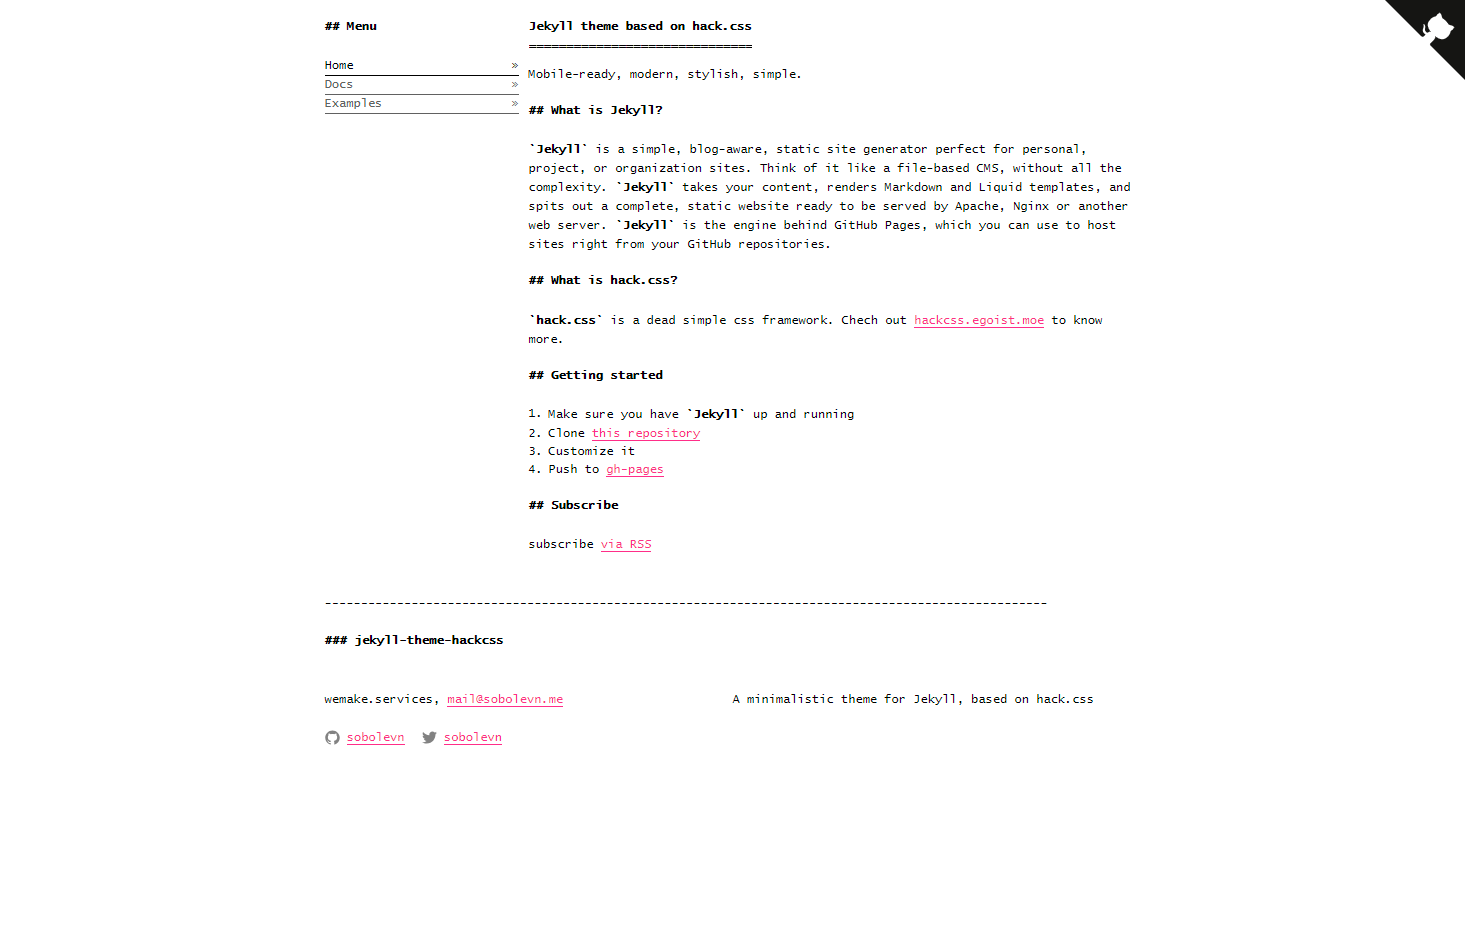 ## Menu
Home »
Docs »
Examples »
Jekyll theme based on hack.css
===============================
Mobile-ready, modern, stylish, simple.
## What is Jekyll?
`Jekyll` is a simple, blog-aware, static site generator perfect for personal,
project, or organization sites. Think of it like a file-based CMS, without all the
complexity. `Jekyll` takes your content, renders Markdown and Liquid templates, and
spits out a complete, static website ready to be served by Apache, Nginx or another
web server. `Jekyll` is the engine behind GitHub Pages, which you can use to host
sites right from your GitHub repositories.
## What is hack.css?
`hack.css` is a dead simple css framework. Chech out hackcss.egoist.moe to know
more.
## Getting started
1. Make sure you have `Jekyll` up and running
2. Clone this repository
3. Customize it
4. Push to gh-pages
## Subscribe
subscribe via RSS
----------------------------------------------------------------------------------------------------
### jekyll-theme-hackcss
wemake.services, mail@sobolevn.me
A minimalistic theme for Jekyll, based on hack.css
sobolevn sobolevn